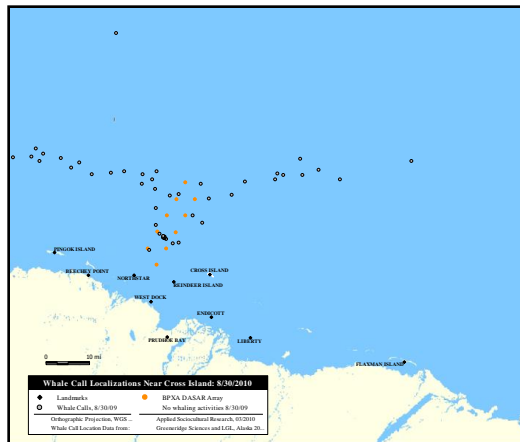 PINGOK ISLAND
BEECHEY POINT
NORTHSTAR
CROSS ISLAND
REINDEER ISLAND
WEST DOCK
ENDICOTT
PRUDHOE BAY
LIBERTY
FLAXMAN ISLAND
0 10 mi
Whale Call Localizations Near Cross Island: 8/30/2010
Landmarks
BPXA DASAR Array
Whale Calls, 8/30/09
No whaling activities 8/30/09
Orthographic Projection, WGS ...
Applied Sociocultural Research, 03/2010
Whale Call Location Data from:
Greeneridge Sciences and LGL, Alaska 20...